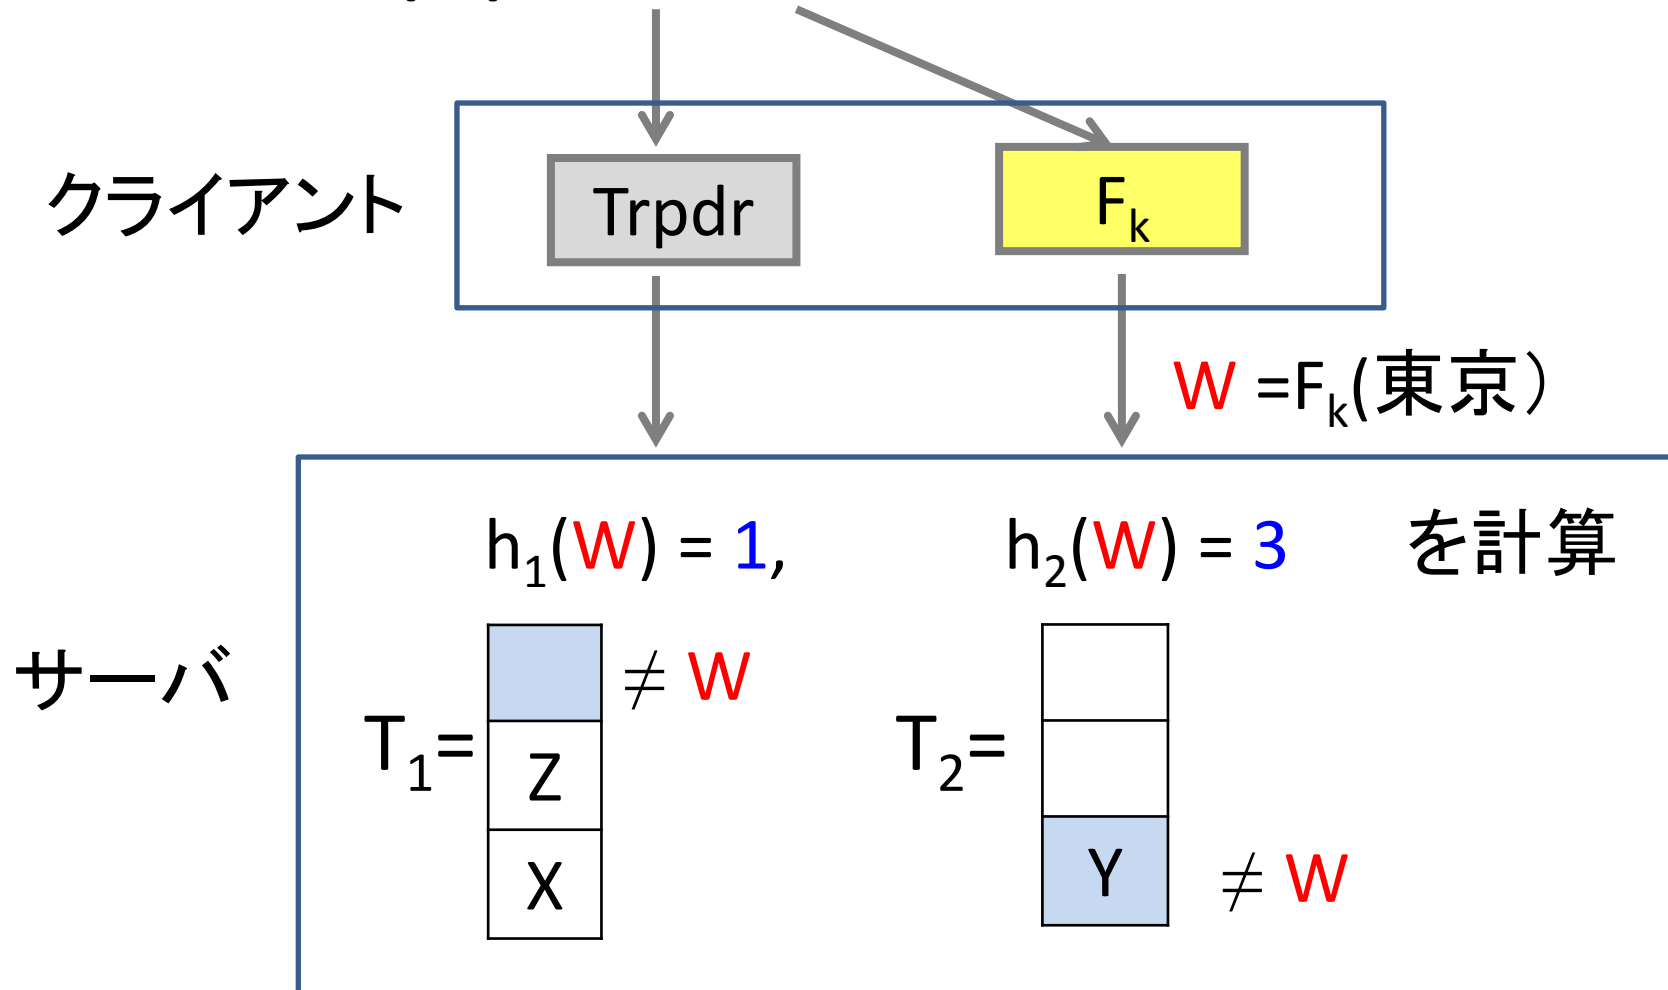 クライアント
Trpdr
Fk
W =Fk(東京）
h1(W) = 1, h2(W) = 3 を計算
サーバ
≠ W
T1=
Z
X
T2=
Y
≠ W